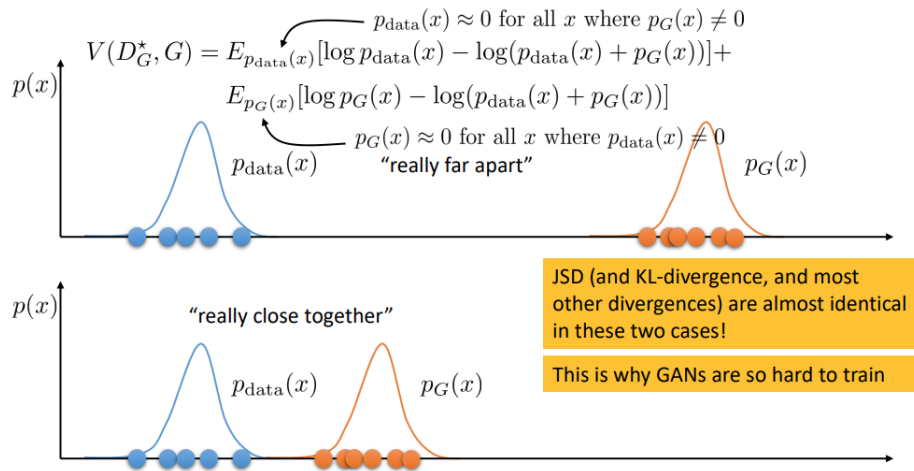 p_data(x) ≈ 0 for all x where p_G(x) ≠ 0
V(D*_G, G) = E_{p_data(x)}[log p_data(x) − log(p_data(x) + p_G(x))]+
p(x)
E_{p_G(x)}[log p_G(x) − log(p_data(x) + p_G(x))]
p_G(x) ≈ 0 for all x where p_data(x) ≠ 0
p_data(x)
“really far apart”
p_G(x)
p(x)
“really close together”
p_data(x)
p_G(x)
JSD (and KL-divergence, and most
other divergences) are almost identical
in these two cases!
This is why GANs are so hard to train